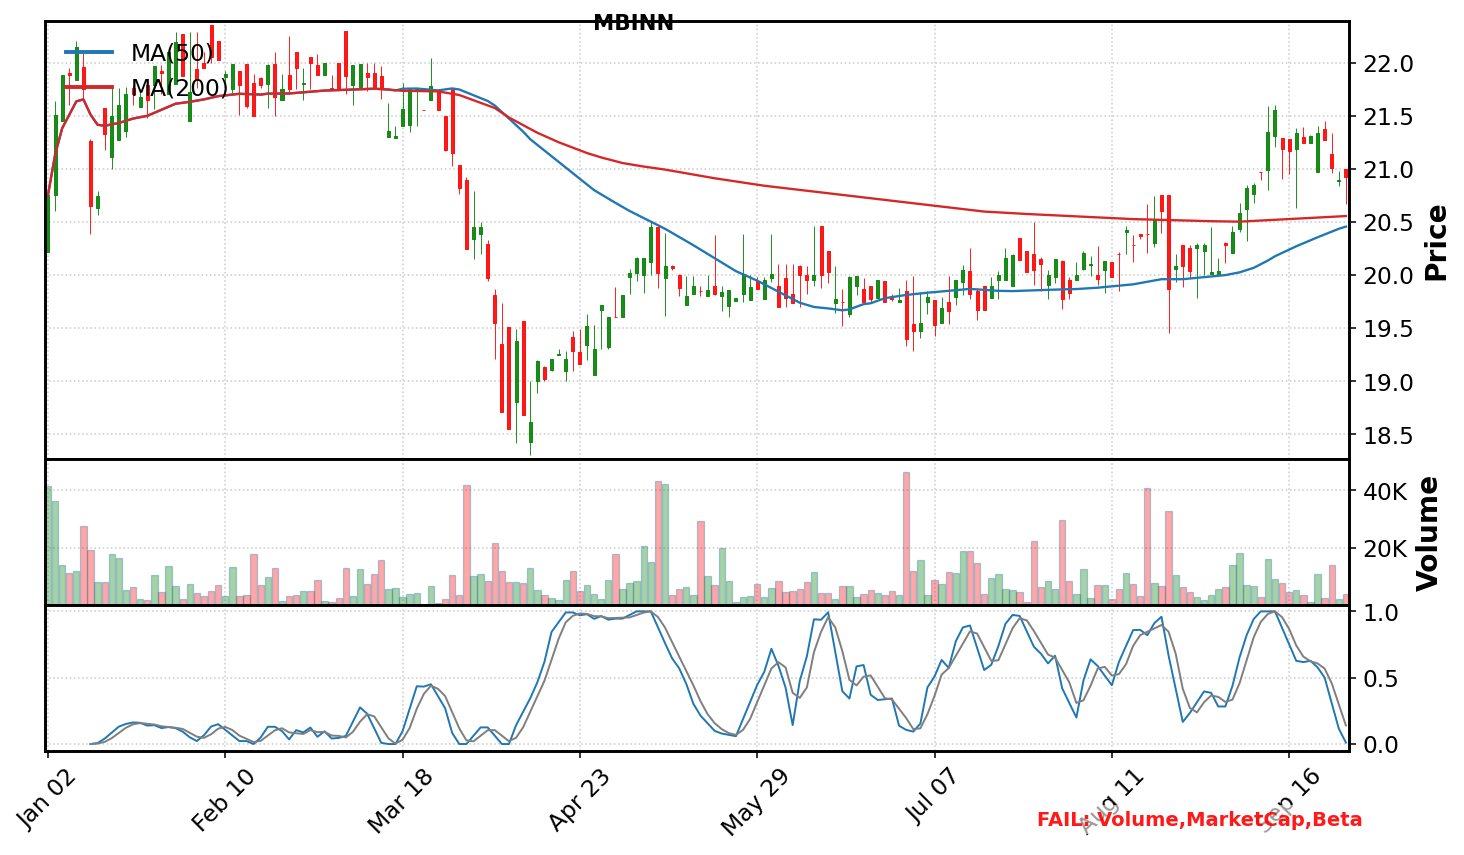 MBINN
MA(50)
MA(200)
22.0
21.5
21.0
20.5
20.0
19.5
19.0
18.5
Price
40K
20K
Volume
1.0
0.5
0.0
Jan 02
Feb 10
Mar 18
Apr 23
May 29
Jul 07
Aug 11
Sep 16
FAIL: Volume,MarketCap,Beta